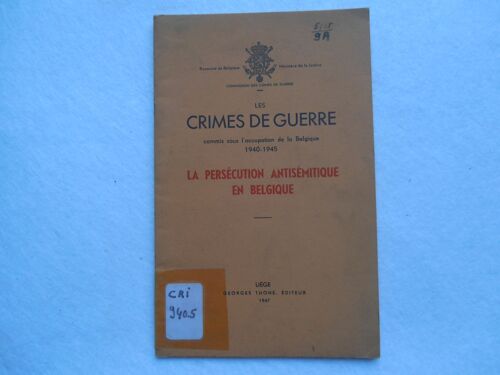 9A
Royaume de Belgique Ministère de la Justice
COMMISSION DES CRIMES DE GUERRE
LES
CRIMES DE GUERRE
commis sous l'occupation de la Belgique
1940-1945
LA PERSÉCUTION ANTISÉMITIQUE
EN BELGIQUE
LIÈGE
GEORGES THONE, ÉDITEUR
1947
CRI
940.5